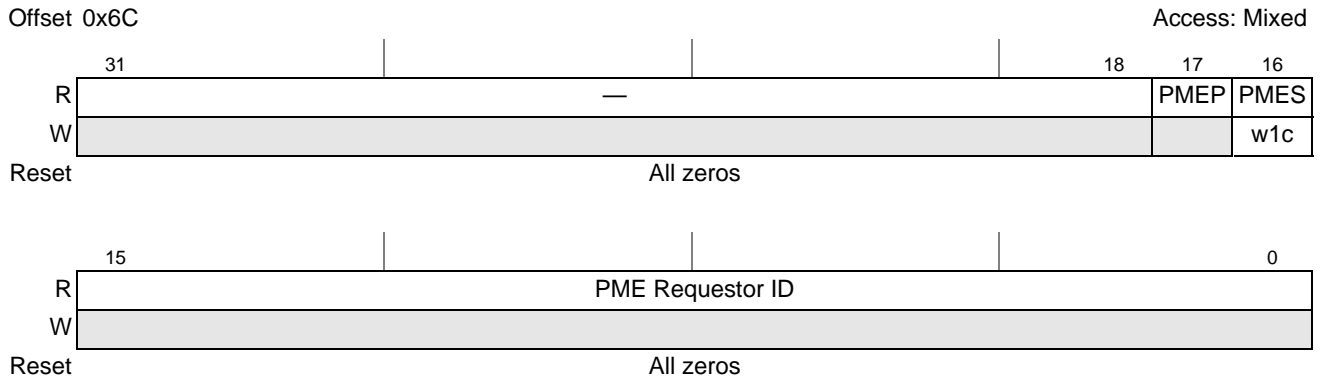 Offset 0x6C Access: Mixed
31 18 17 16
R — PMEP PMES
W w1c
Reset All zeros
15 0
R PME Requestor ID
W
Reset All zeros